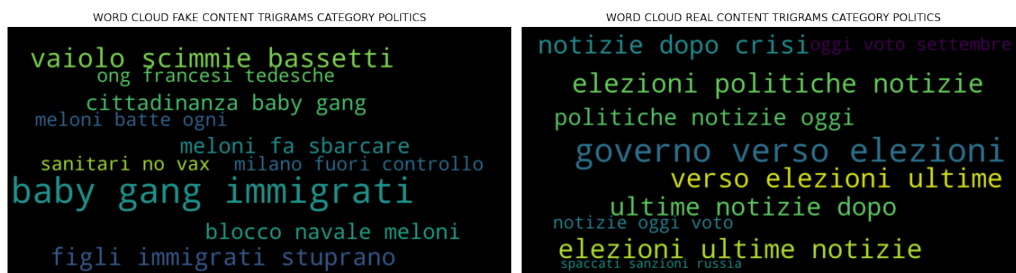 WORD CLOUD FAKE CONTENT TRIGRAMS CATEGORY POLITICS
vaiolo scimmie bassetti
ong francesi tedesche
cittadinanza baby gang
meloni batte ogni
meloni fa sbarcare
sanitari no vax
milano fuori controllo
baby gang immigrati
blocco navale meloni
figli immigrati stuprano
WORD CLOUD REAL CONTENT TRIGRAMS CATEGORY POLITICS
notizie dopo crisi
oggi voto settembre
elezioni politiche notizie
politiche notizie oggi
governo verso elezioni
verso elezioni ultime
ultime notizie dopo
notizie oggi voto
elezioni ultime notizie
spaccati sanzioni russia